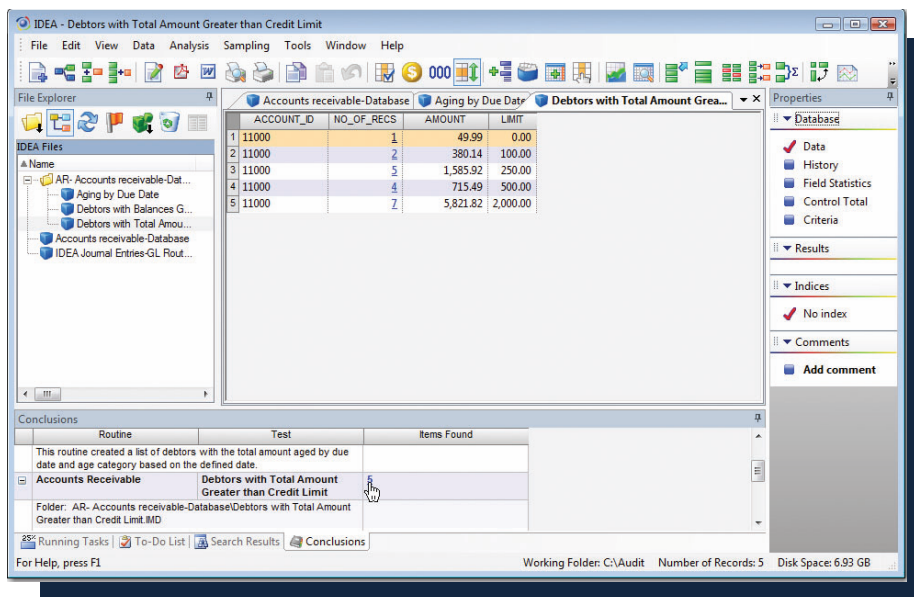 IDEA - Debtors with Total Amount Greater than Credit Limit
File Edit View Data Analysis Sampling Tools Window Help
File Explorer
Accounts receivable-Database Aging by Due Date Debtors with Total Amount Grea...
Properties
ACCOUNT_ID NO_OF_RECS AMOUNT LIMIT
1 11000 1 49.99 0.00
2 11000 2 380.14 100.00
3 11000 5 1,585.92 250.00
4 11000 4 715.49 500.00
5 11000 7 5,821.82 2,000.00
IDEA Files
Name
AR- Accounts receivable-Dat...
Aging by Due Date
Debtors with Balances G...
Debtors with Total Amou...
Accounts receivable-Database
IDEA Journal Entries-GL Rout...
Database
Data
History
Field Statistics
Control Total
Criteria
Results
Indices
No index
Comments
Add comment
Conclusions
Routine Test Items Found
This routine created a list of debtors with the total amount aged by due
date and age category based on the defined date.
Accounts Receivable Debtors with Total Amount 5
Greater than Credit Limit
Folder: AR- Accounts receivable-Database\Debtors with Total Amount
Greater than Credit Limit.IMD
Running Tasks To-Do List Search Results Conclusions
For Help, press F1 Working Folder: C:\Audit Number of Records: 5 Disk Space: 6.93 GB